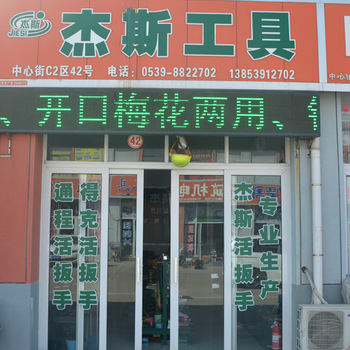 杰斯
JIESI
杰斯工具
中心街C2区42号 电话：0539-8822702 13853912702
、开口梅花两用、
42
通程活扳手
得克活扳手
杰斯活扳手
专业生产